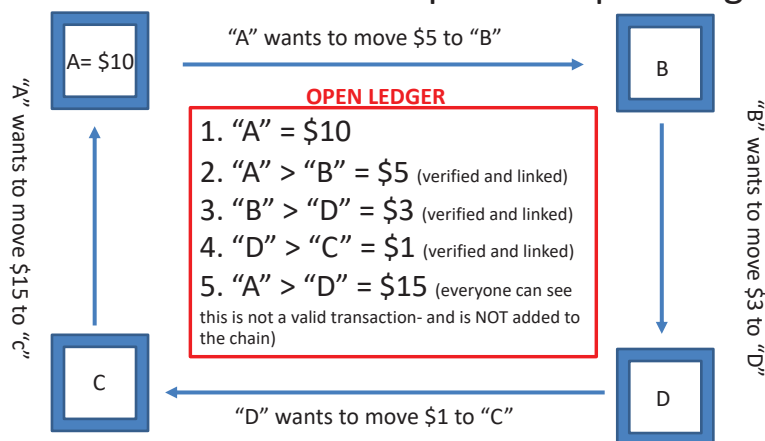 A= $10
"A" wants to move $5 to "B"
B
OPEN LEDGER
1. "A" = $10
2. "A" > "B" = $5 (verified and linked)
3. "B" > "D" = $3 (verified and linked)
4. "D" > "C" = $1 (verified and linked)
5. "A" > "D" = $15 (everyone can see
this is not a valid transaction- and is NOT added to
the chain)
"B" wants to move $3 to "D"
"A" wants to move $15 to "c"
C
"D" wants to move $1 to "C"
D